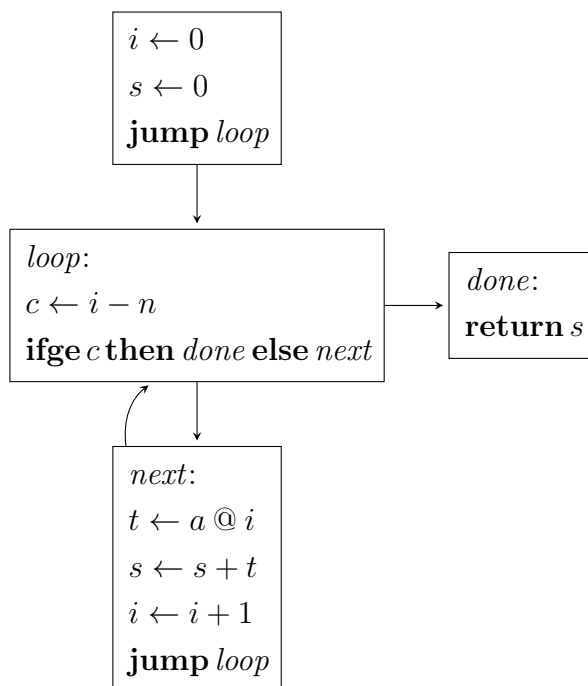 i ← 0
s ← 0
jump loop
loop:
c ← i − n
ifge c then done else next
done:
return s
next:
t ← a @ i
s ← s + t
i ← i + 1
jump loop